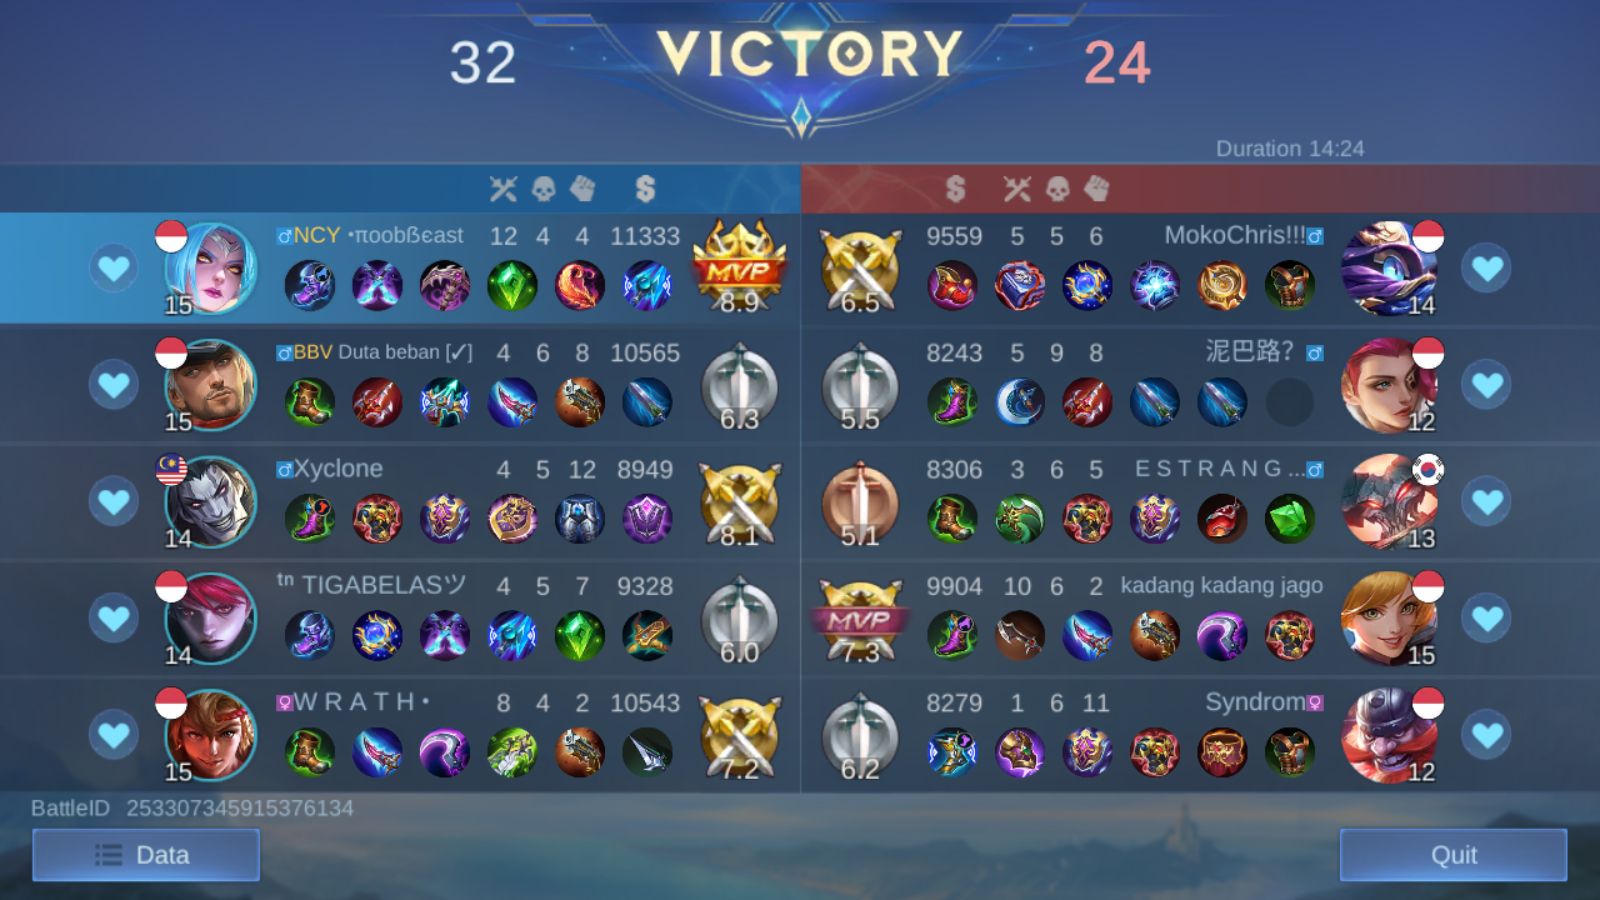 32 VICTORY 24
Duration 14:24
NCY •πoobßєast 12 4 4 11333 MVP 8.9 15
6.5 9559 5 5 6 MokoChris!!! 14
BBV Duta beban [✓] 4 6 8 10565 6.3 15
5.5 8243 5 9 8 泥巴路？ 12
Xyclone 4 5 12 8949 8.1 14
5.1 8306 3 6 5 E S T R A N G ... 13
ᵗⁿ TIGABELASツ 4 5 7 9328 6.0 14
MVP 7.3 9904 10 6 2 kadang kadang jago 15
W R A T H • 8 4 2 10543 7.2 15
6.2 8279 1 6 11 Syndrom 12
BattleID 253307345915376134
Data
Quit